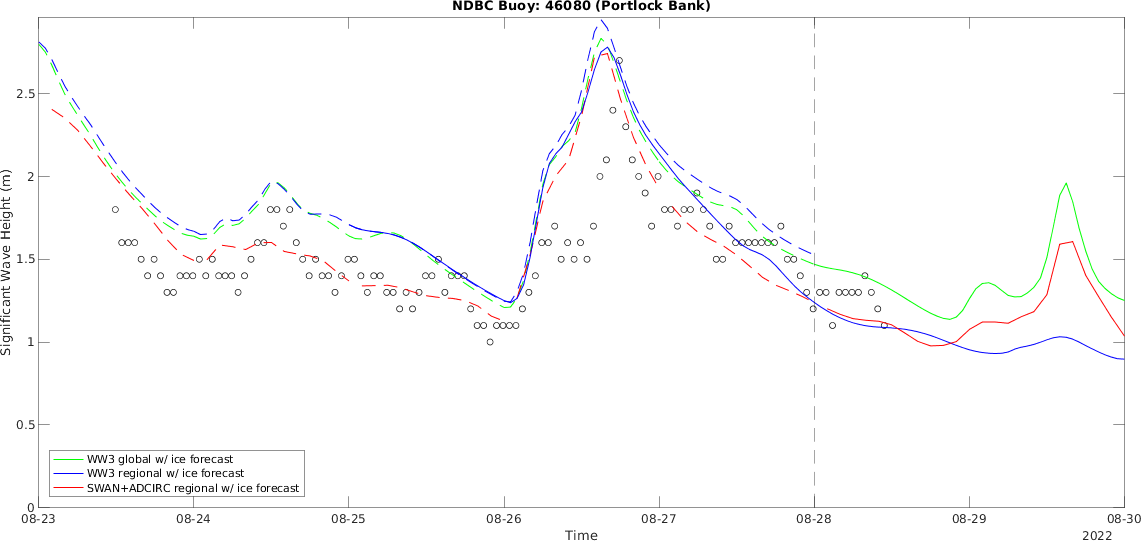 NDBC Buoy: 46080 (Portlock Bank)
Significant Wave Height (m)
2.5
2
1.5
1
0.5
0
WW3 global w/ ice forecast
WW3 regional w/ ice forecast
SWAN+ADCIRC regional w/ ice forecast
08-23 08-24 08-25 08-26 08-27 08-28 08-29 08-30
Time
2022